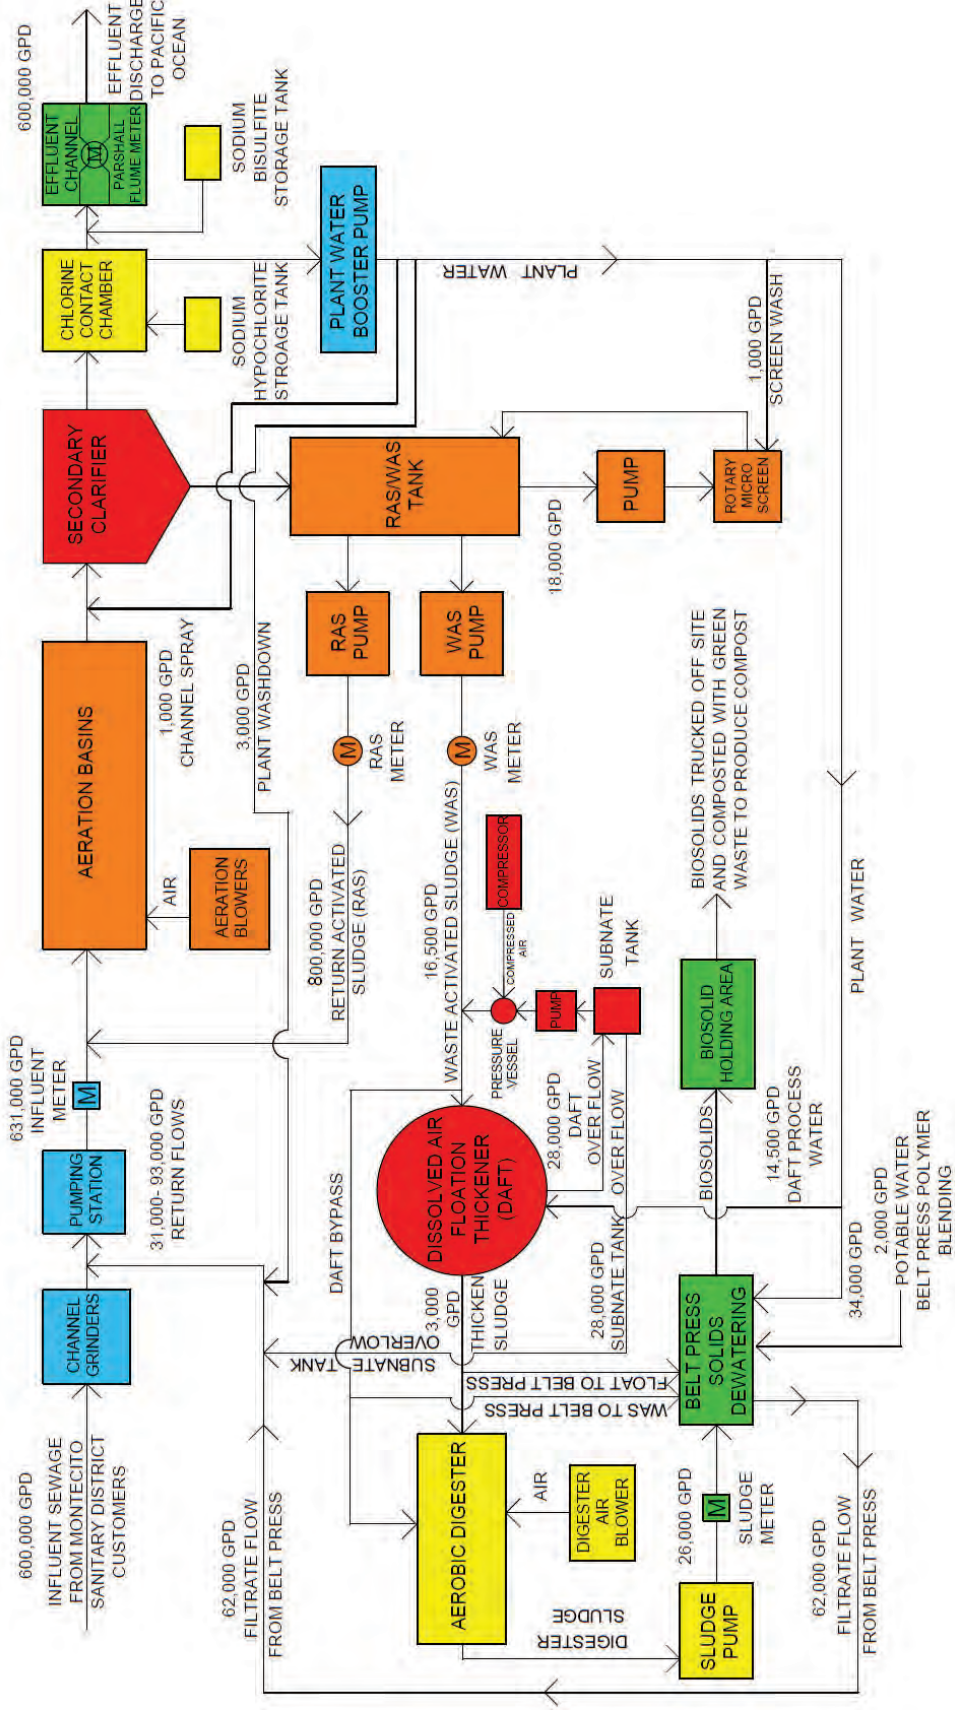 600,000 GPD
INFLUENT SEWAGE
FROM MONTECITO
SANITARY DISTRICT
CUSTOMERS
CHANNEL
GRINDERS
PUMPING
STATION
31,000- 93,000 GPD
RETURN FLOWS
631,000 GPD
INFLUENT
METER
M
AERATION BASINS
AIR
AERATION
BLOWERS
1,000 GPD
CHANNEL SPRAY
3,000 GPD
PLANT WASHDOWN
SECONDARY
CLARIFIER
CHLORINE
CONTACT
CHAMBER
SODIUM
HYPOCHLORITE
STROAGE TANK
EFFLUENT
CHANNEL
M
PARSHALL
FLUME METER
600,000 GPD
EFFLUENT
DISCHARGE
TO PACIFIC
OCEAN
SODIUM
BISULFITE
STORAGE TANK
PLANT WATER
BOOSTER PUMP
PLANT WATER
62,000 GPD
FILTRATE FLOW
FROM BELT PRESS
SUBNATE
TANK
OVERLOW
DAFT BYPASS
800,000 GPD
RETURN ACTIVATED
SLUDGE (RAS)
M
RAS
METER
RAS
PUMP
RAS/WAS
TANK
WASTE ACTIVATED SLUDGE (WAS)
16,500 GPD
M
WAS
METER
WAS
PUMP
18,000 GPD
PUMP
ROTARY
MICRO
SCREEN
1,000 GPD
SCREEN WASH
DISSOLVED AIR
FLOATION
THICKENER
(DAFT)
3,000
GPD
THICKEN
SLUDGE
PRESSURE
VESSEL
COMPRESSED
AIR
COMPRESSOR
PUMP
SUBNATE
TANK
28,000 GPD
DAFT
OVER FLOW
28,000 GPD
SUBNATE TANK OVER FLOW
AEROBIC DIGESTER
AIR
DIGESTER
AIR
BLOWER
DIGESTER
SLUDGE
FLOAT TO BELT PRESS
WAS TO BELT PRESS
SLUDGE
PUMP
26,000 GPD
M
SLUDGE
METER
BELT PRESS
SOLIDS
DEWATERING
BIOSOLIDS
BIOSOLID
HOLDING AREA
BIOSOLIDS TRUCKED OFF SITE
AND COMPOSTED WITH GREEN
WASTE TO PRODUCE COMPOST
14,500 GPD
DAFT PROCESS
WATER
PLANT WATER
34,000 GPD
2,000 GPD
POTABLE WATER
BELT PRESS POLYMER
BLENDING
62,000 GPD
FILTRATE FLOW
FROM BELT PRESS